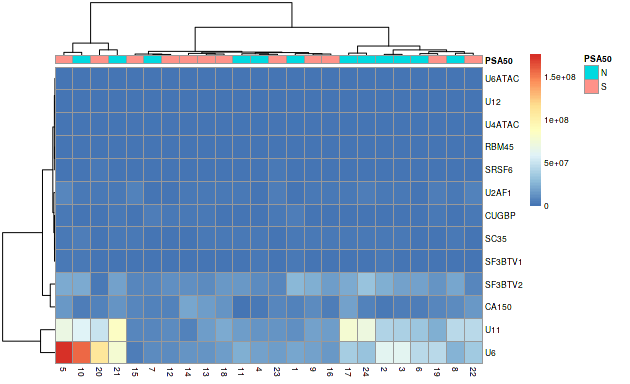 PSA50
PSA50
N
S
1.5e+08
1e+08
5e+07
0
U6ATAC
U12
U4ATAC
RBM45
SRSF6
U2AF1
CUGBP
SC35
SF3BTV1
SF3BTV2
CA150
U11
U6
5 10 20 21 15 7 12 14 13 18 11 4 23 1 9 16 17 24 2 3 6 19 8 22